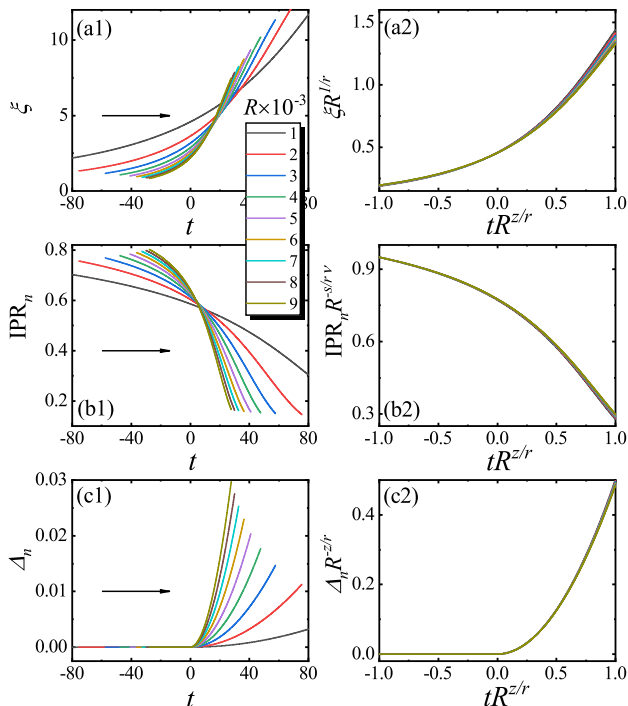 (a1)
10
5
0
ξ
-80 -40 0 40 80
t
R×10⁻³
1
2
3
4
5
6
7
8
9
(a2)
1.5
1.0
0.5
ξR^{1/r}
-1.0 -0.5 0.0 0.5 1.0
tR^{z/r}
(b1)
0.8
0.6
0.4
0.2
IPRₙ
-80 -40 0 40 80
t
(b2)
0.9
0.6
0.3
IPRₙR^{-s/rν}
-1.0 -0.5 0.0 0.5 1.0
tR^{z/r}
(c1)
0.03
0.02
0.01
0.00
Δₙ
-80 -40 0 40 80
t
(c2)
0.4
0.2
0.0
ΔₙR^{-z/r}
-1.0 -0.5 0.0 0.5 1.0
tR^{z/r}